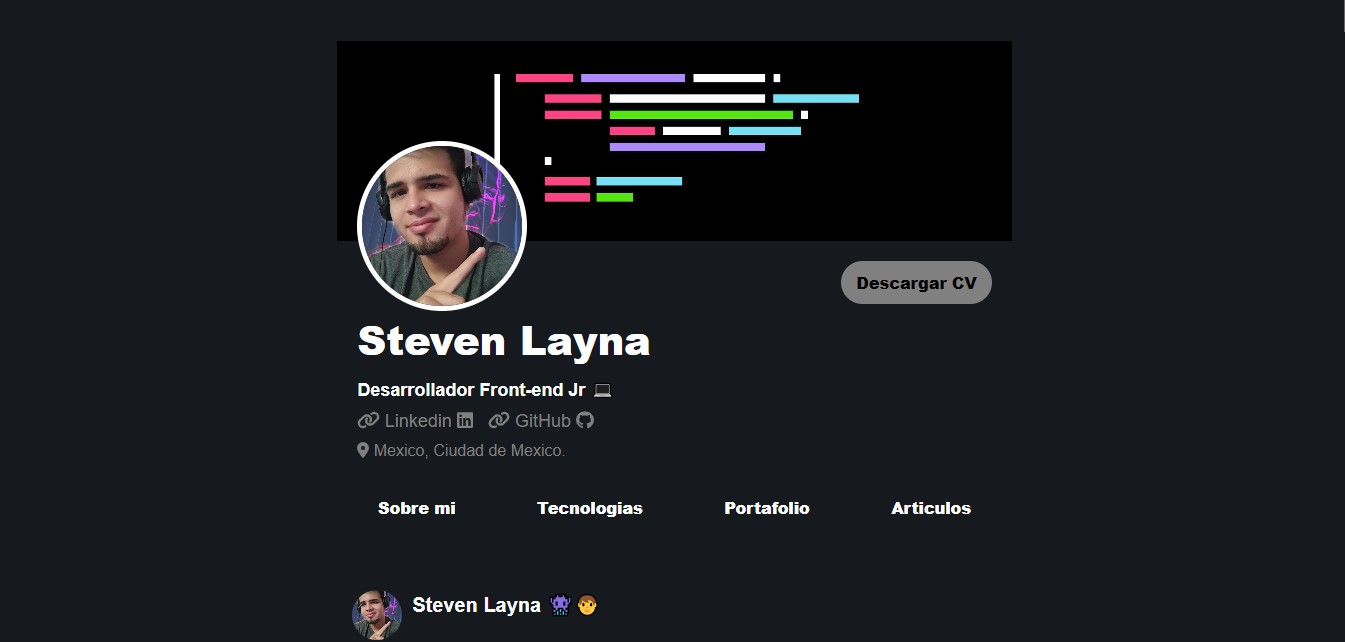 Descargar CV
Steven Layna
Desarrollador Front-end Jr 💻
Linkedin GitHub
Mexico, Ciudad de Mexico.
Sobre mi Tecnologias Portafolio Articulos
Steven Layna 👾 🧑